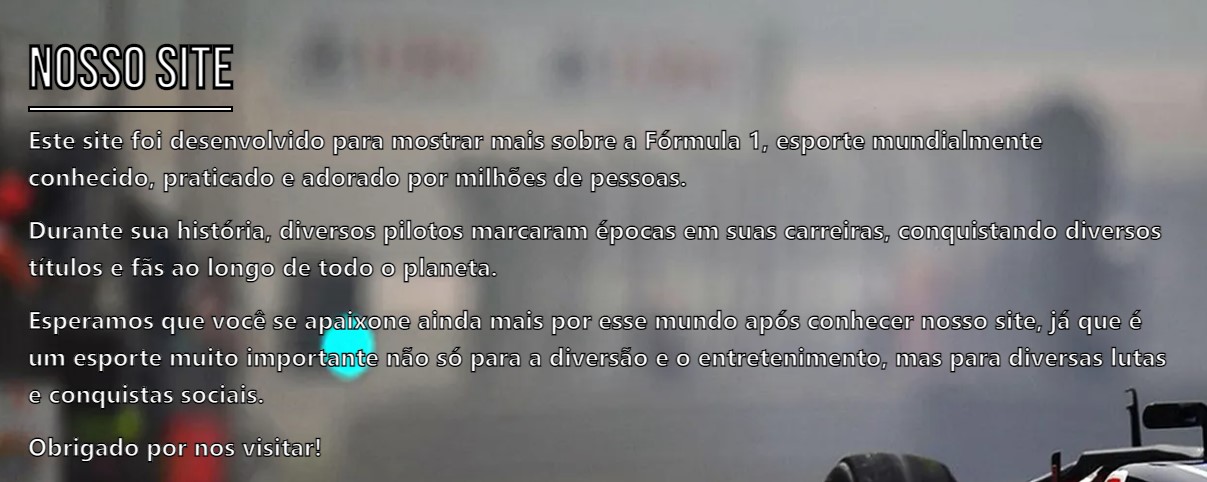 NOSSO SITE
Este site foi desenvolvido para mostrar mais sobre a Fórmula 1, esporte mundialmente
conhecido, praticado e adorado por milhões de pessoas.
Durante sua história, diversos pilotos marcaram épocas em suas carreiras, conquistando diversos
títulos e fãs ao longo de todo o planeta.
Esperamos que você se apaixone ainda mais por esse mundo após conhecer nosso site, já que é
um esporte muito importante não só para a diversão e o entretenimento, mas para diversas lutas
e conquistas sociais.
Obrigado por nos visitar!